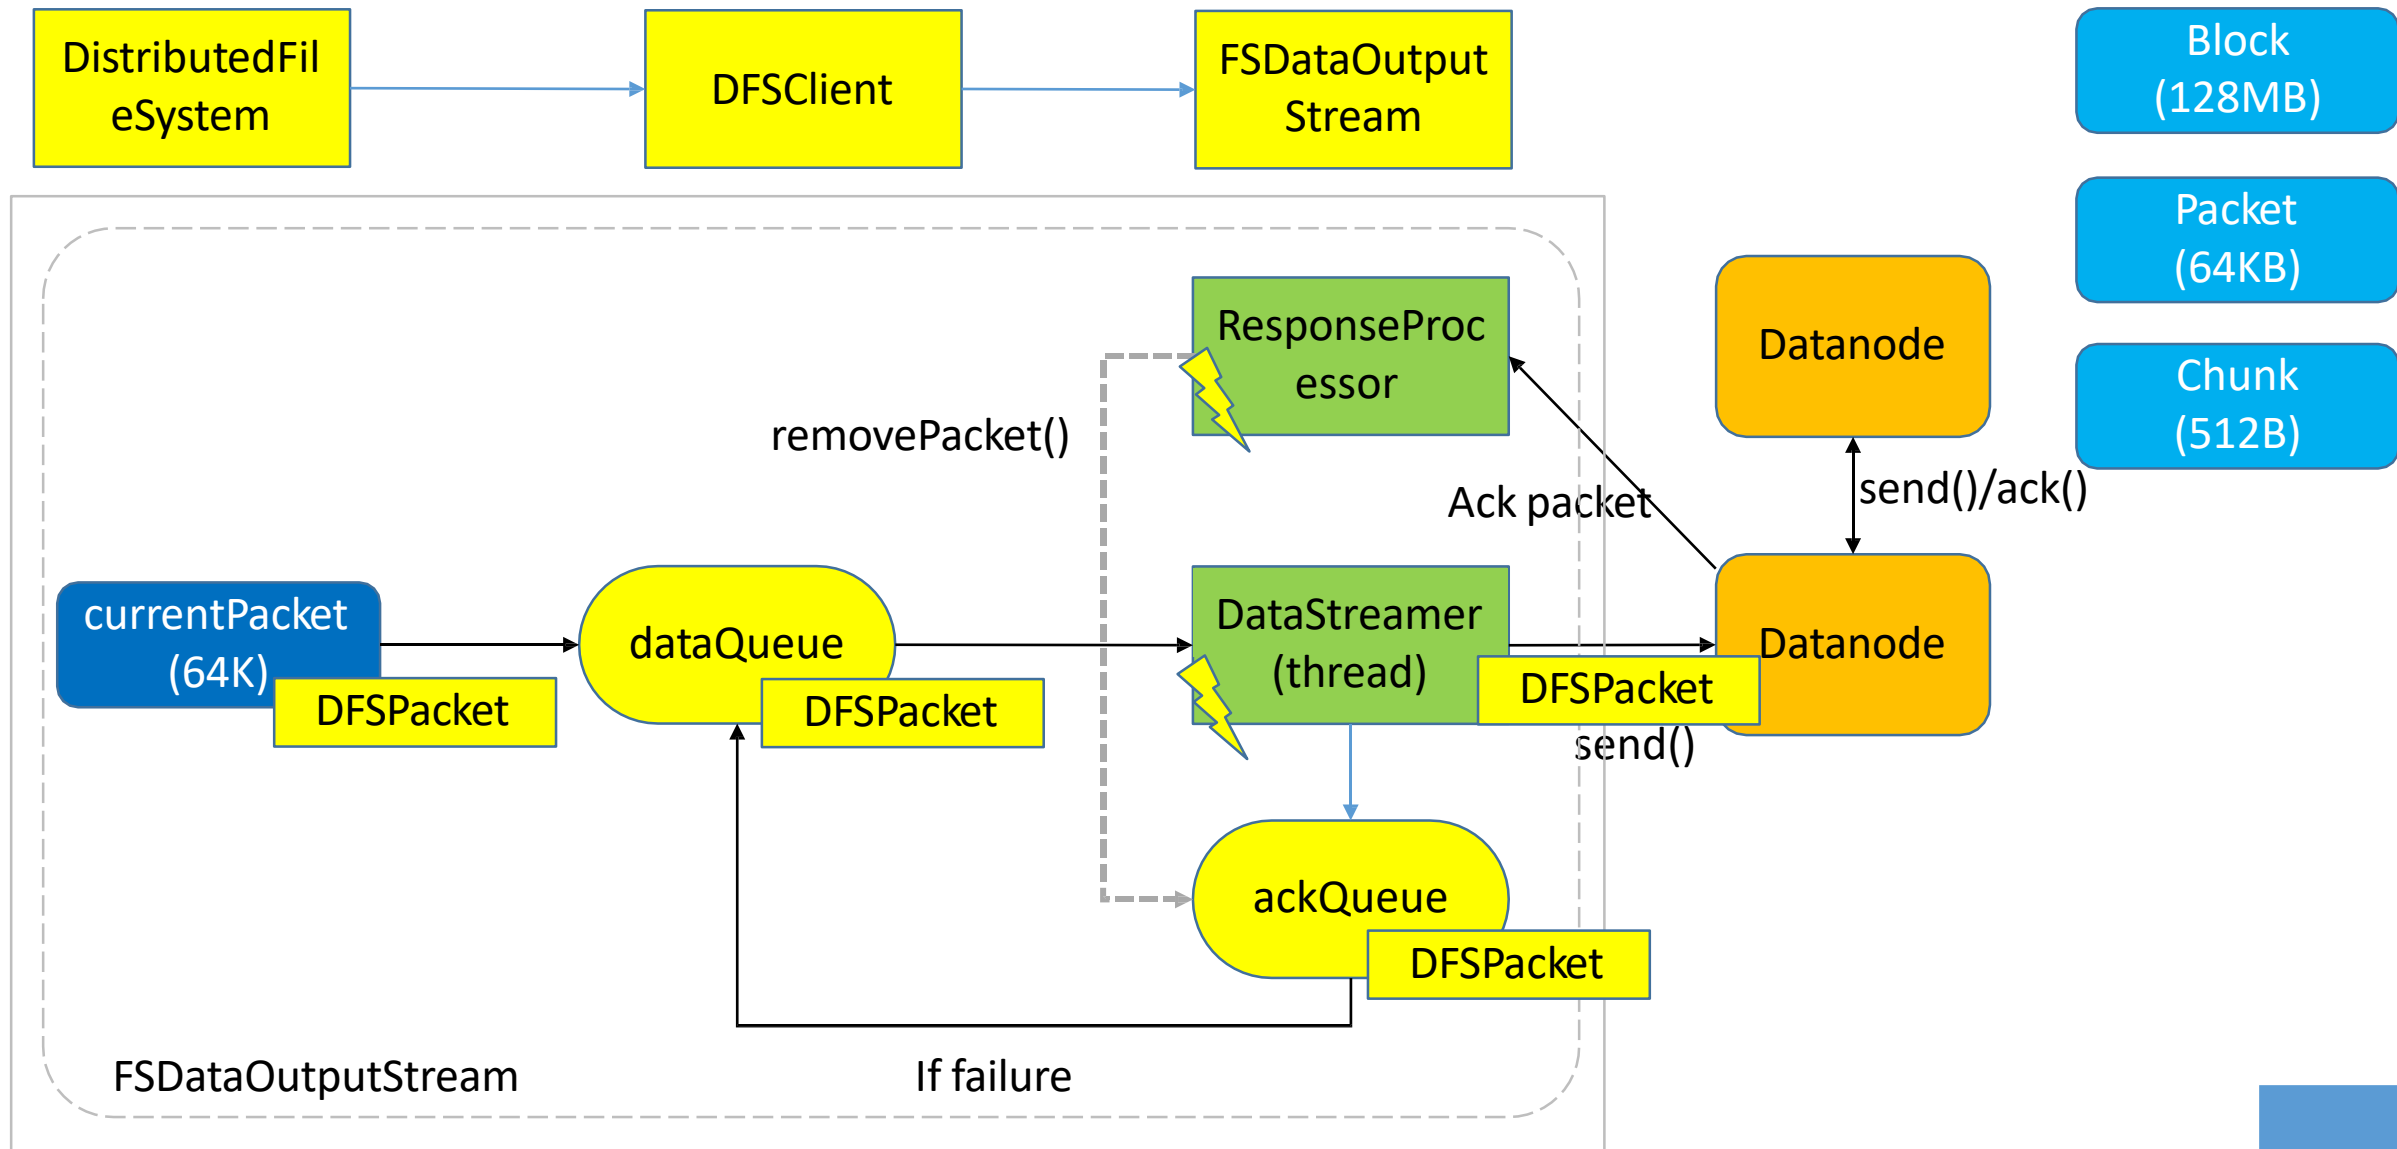 DistributedFil
eSystem
DFSClient
FSDataOutput
Stream
Block
(128MB)
Packet
(64KB)
Chunk
(512B)
ResponseProc
essor
Datanode
removePacket()
Ack packet
send()/ack()
currentPacket
(64K)
DFSPacket
dataQueue
DFSPacket
DataStreamer
(thread)
DFSPacket
send()
Datanode
ackQueue
DFSPacket
FSDataOutputStream
If failure